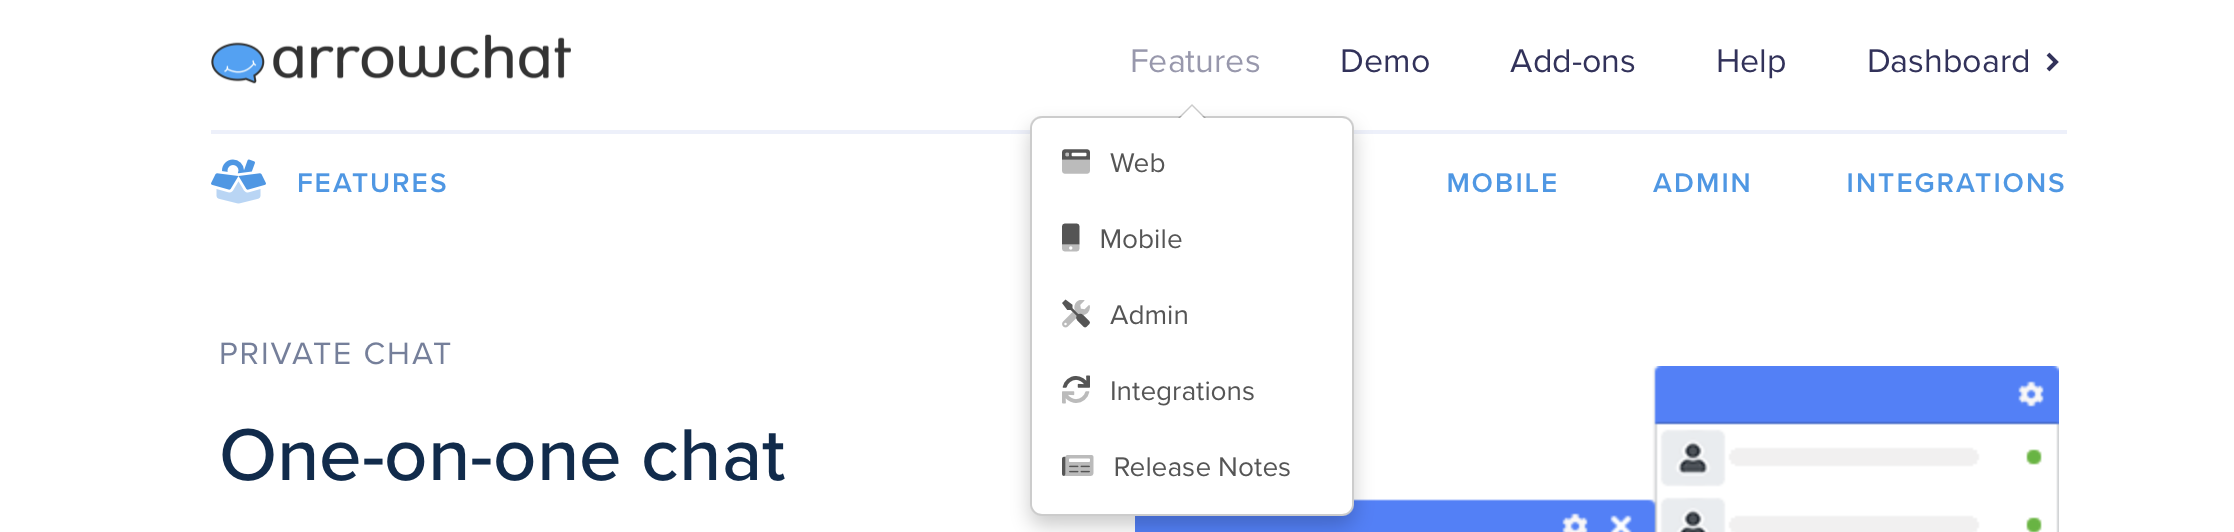 arrowchat
Features Demo Add-ons Help Dashboard
FEATURES MOBILE ADMIN INTEGRATIONS
Web
Mobile
Admin
Integrations
Release Notes
PRIVATE CHAT
One-on-one chat